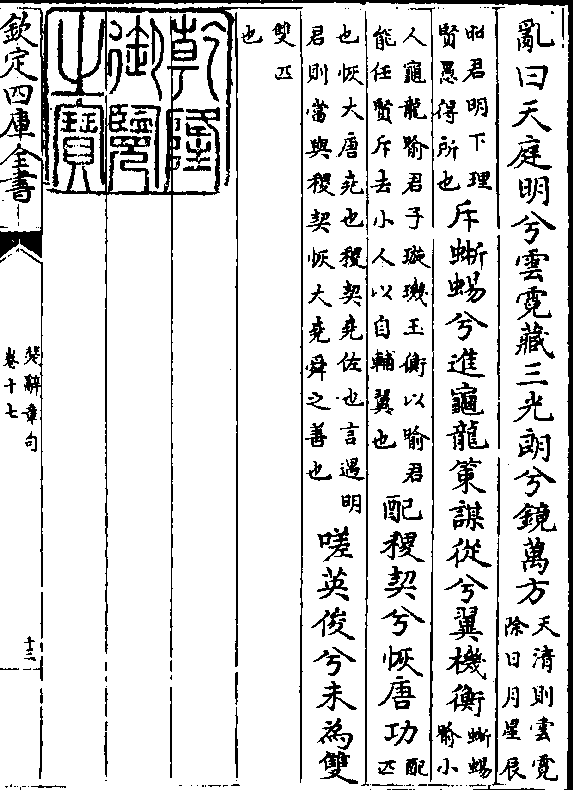 亂曰天庭明兮雲霓藏三光朗兮鏡萬方
天清則雲霓
除日月星辰
昭君明下理
賢愚得所也
斥蜥蜴兮進龜龍策謀從兮翼機衡
蜥蜴
喻小
人龜龍喻君子璇璣玉衡以喻君
能任賢斥去小人以自輔翼也
配稷契兮恢唐功
配
匹
也恢大唐堯也稷契堯佐也言遇明
君則當與稷契恢大堯舜之善也
嗟英俊兮未為雙
雙匹
也
乾隆
御覽
之寶
欽定四庫全書
楚辭章句
卷十七
十三